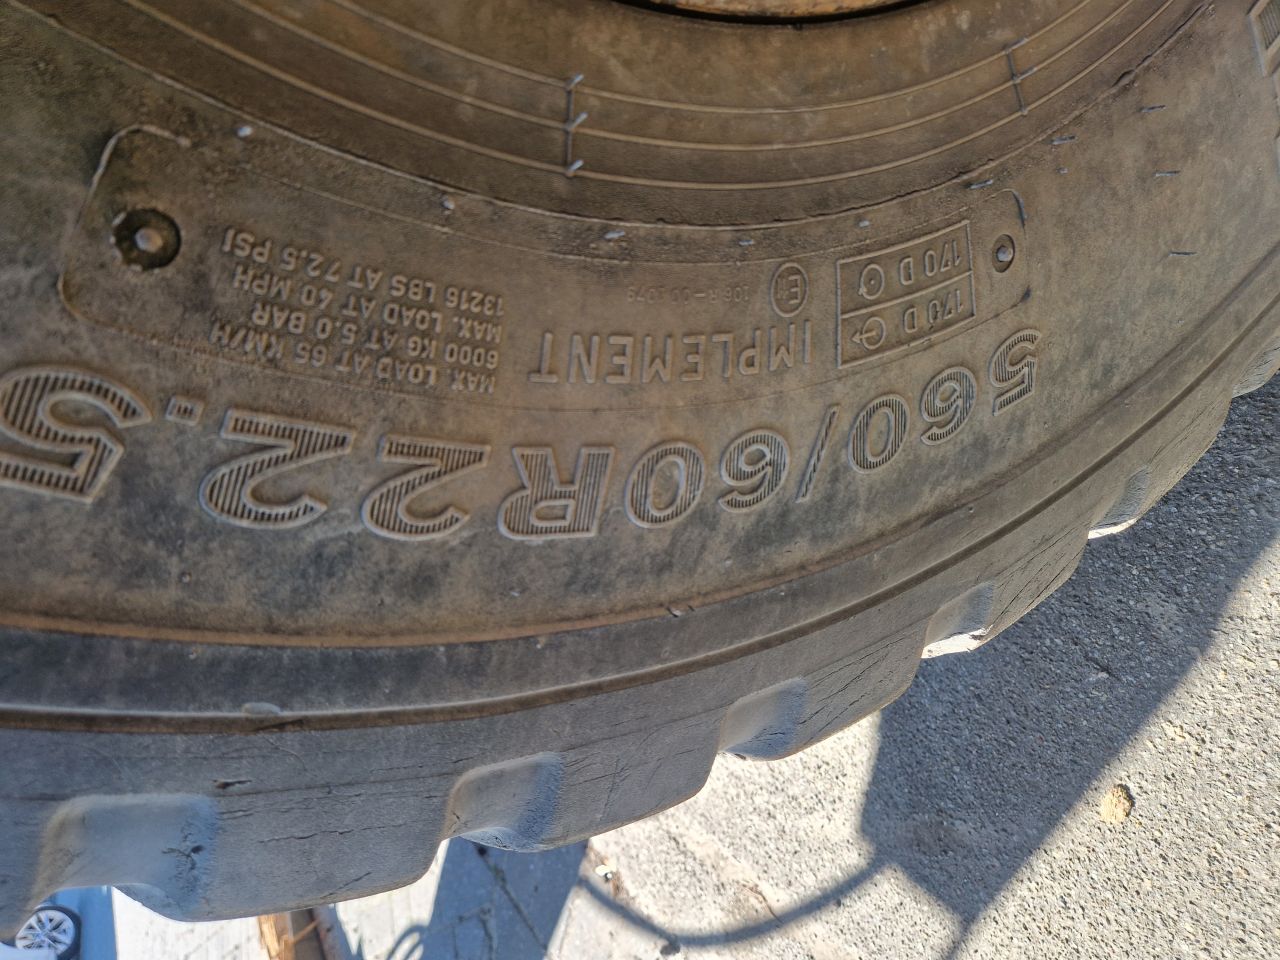 560/60R22.5
170 D
170 D
IMPLEMENT
E
MAX. LOAD AT 65 KM/H
6000 KG AT 5.0 BAR
MAX. LOAD AT 40 MPH
13216 LBS AT 72.5 PSI